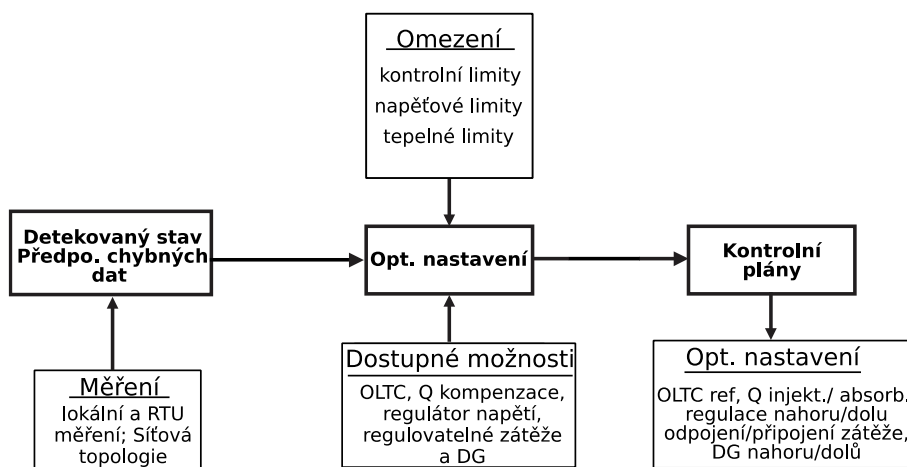 Omezení
kontrolní limity
napěťové limity
tepelné limity
Detekovaný stav
Předpo. chybných
dat
Opt. nastavení
Kontrolní
plány
Měření
lokální a RTU
měření; Síťová
topologie
Dostupné možnosti
OLTC, Q kompenzace,
regulátor napětí,
regulovatelné zátěže
a DG
Opt. nastavení
OLTC ref, Q injekt./ absorb.
regulace nahoru/dolu
odpojení/připojení zátěže,
DG nahoru/dolů